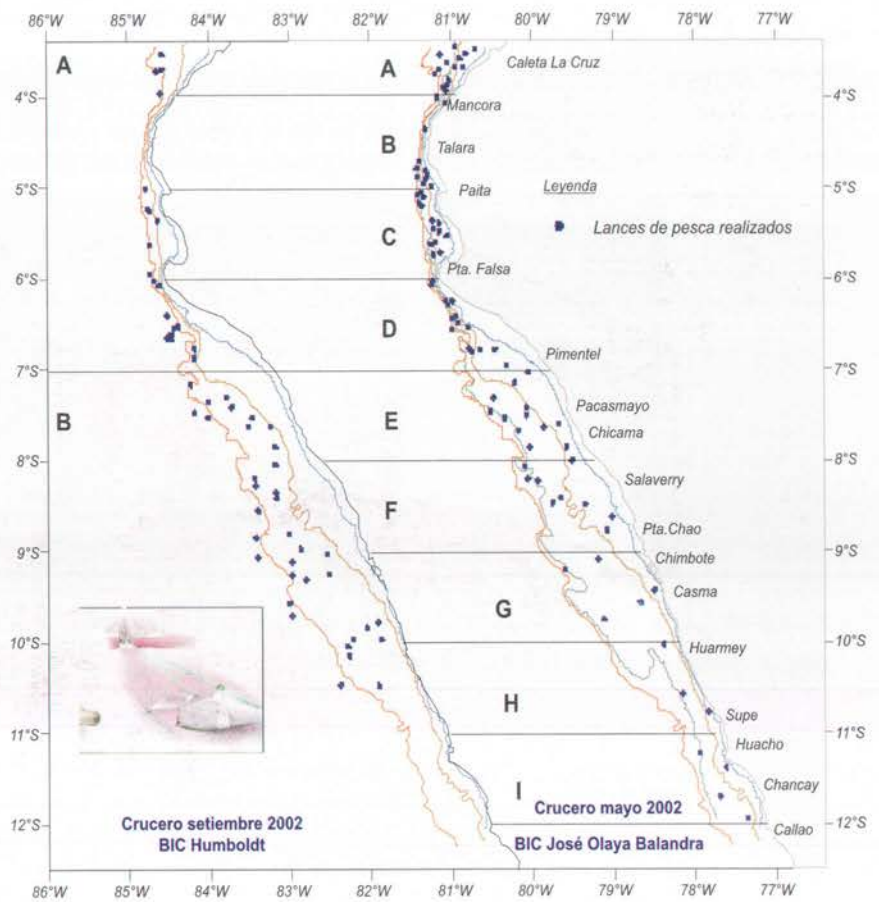 86°W 85°W 84°W 83°W 82°W 81°W 80°W 79°W 78°W 77°W
A
A
Caleta La Cruz
4°S
4°S
Mancora
B
Talara
5°S
Paita
5°S
Leyenda
Lances de pesca realizados
C
Pta. Falsa
6°S
6°S
D
Pimentel
7°S
7°S
B
E
Pacasmayo
Chicama
8°S
8°S
Salaverry
F
Pta.Chao
9°S
Chimbote
9°S
Casma
G
10°S
Huarmey
10°S
H
Supe
11°S
Huacho
11°S
Chancay
I
Crucero setiembre 2002
BIC Humboldt
Crucero mayo 2002
BIC José Olaya Balandra
12°S
Callao
12°S
86°W 85°W 84°W 83°W 82°W 81°W 80°W 79°W 78°W 77°W